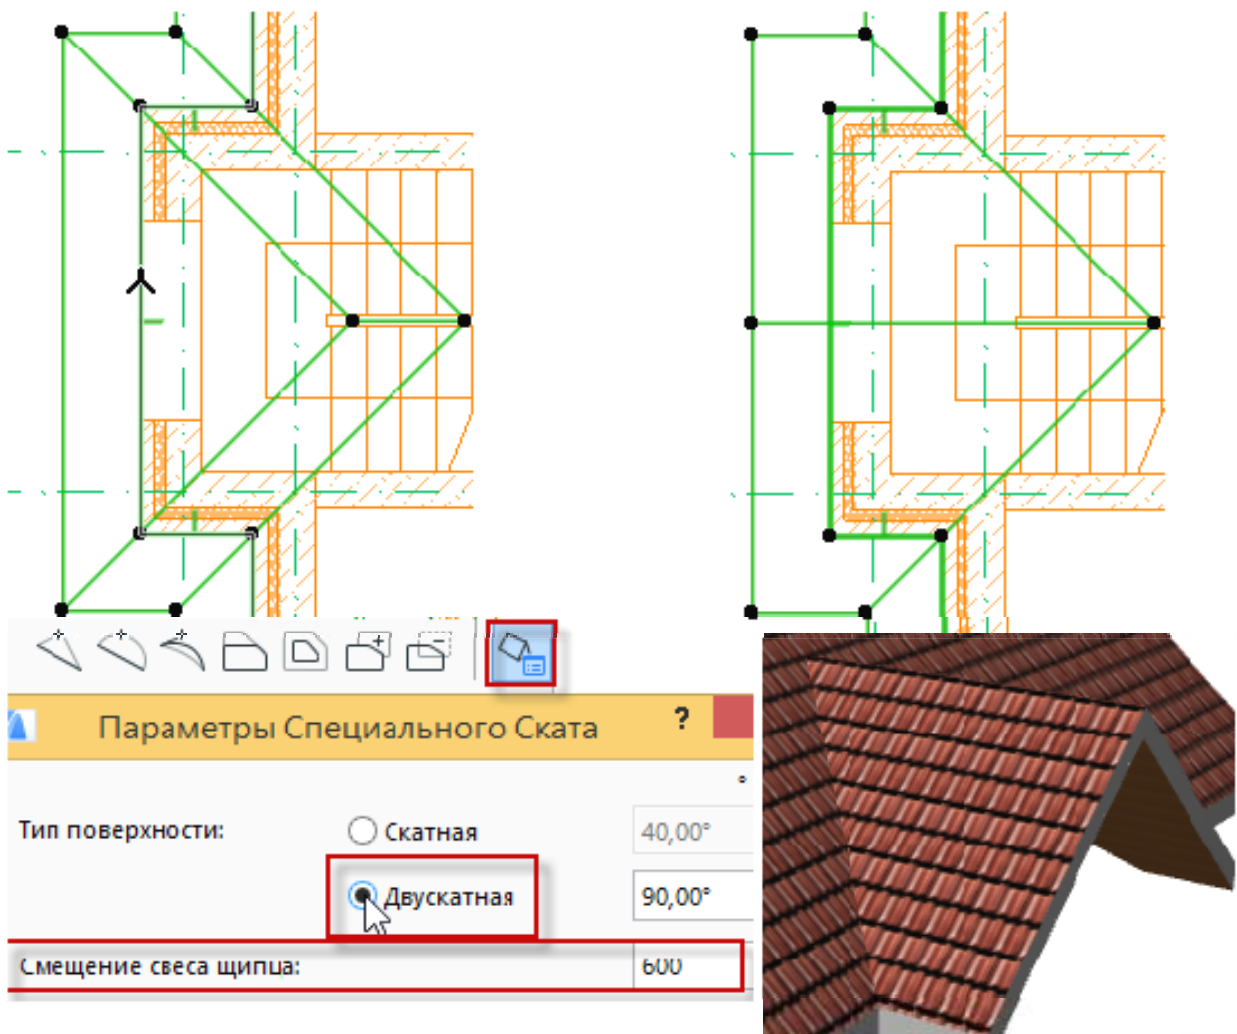 Параметры Специального Ската ?
Тип поверхности: Скатная 40,00°
Двускатная 90,00°
Смещение свеса щипца: 600